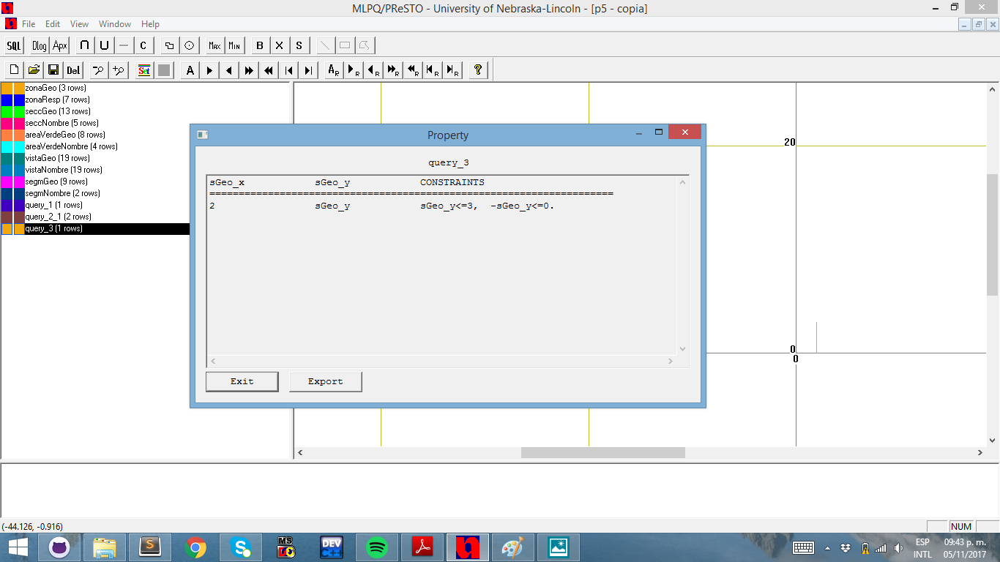 MLPQ/PReSTO - University of Nebraska-Lincoln - [p5 - copia]
File Edit View Window Help
SQL Dlog Apx ∩ U — C Max Min B X S
Del Set A AR R R R R R R ?
zonaGeo (3 rows)
zonaResp (7 rows)
seccGeo (13 rows)
seccNombre (5 rows)
areaVerdeGeo (8 rows)
areaVerdeNombre (4 rows)
vistaGeo (19 rows)
vistaNombre (19 rows)
segmGeo (9 rows)
segmNombre (2 rows)
query_1 (1 rows)
query_2_1 (2 rows)
query_3 (1 rows)
Property
query_3
sGeo_x sGeo_y CONSTRAINTS
=====================================================================
2 sGeo_y sGeo_y<=3, -sGeo_y<=0.
Exit Export
20
0
0
(-44.126, -0.916)
NUM
S S MS DEV C++
ESP 09:43 p. m.
INTL 05/11/2017